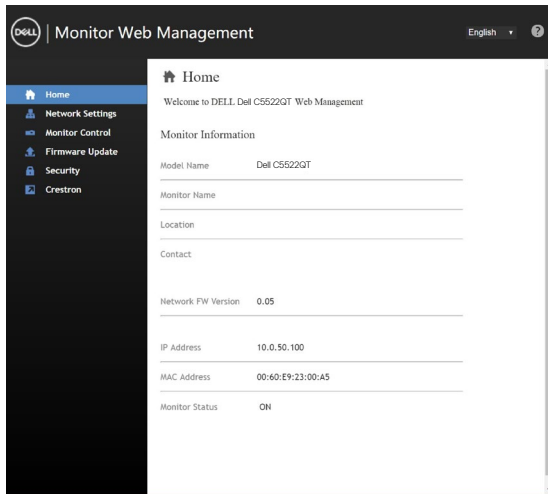 DELL | Monitor Web Management
English
?
Home
Network Settings
Monitor Control
Firmware Update
Security
Crestron
Home
Welcome to DELL Dell C5522QT Web Management
Monitor Information
Model Name Dell C5522QT
Monitor Name
Location
Contact
Network FW Version 0.05
IP Address 10.0.50.100
MAC Address 00:60:E9:23:00:A5
Monitor Status ON